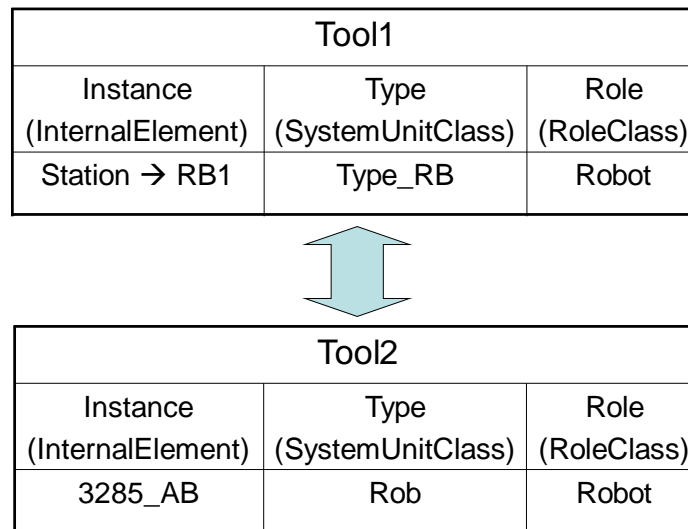 Tool1
Instance Type Role
(InternalElement) (SystemUnitClass) (RoleClass)
Station → RB1 Type_RB Robot
Tool2
Instance Type Role
(InternalElement) (SystemUnitClass) (RoleClass)
3285_AB Rob Robot